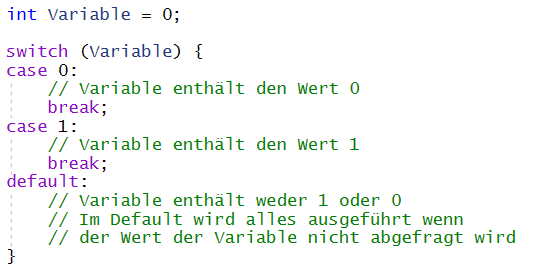 int Variable = 0;
switch (Variable) {
case 0:
// Variable enthält den Wert 0
break;
case 1:
// Variable enthält den Wert 1
break;
default:
// Variable enthält weder 1 oder 0
// Im Default wird alles ausgeführt wenn
// der Wert der Variable nicht abgefragt wird
}